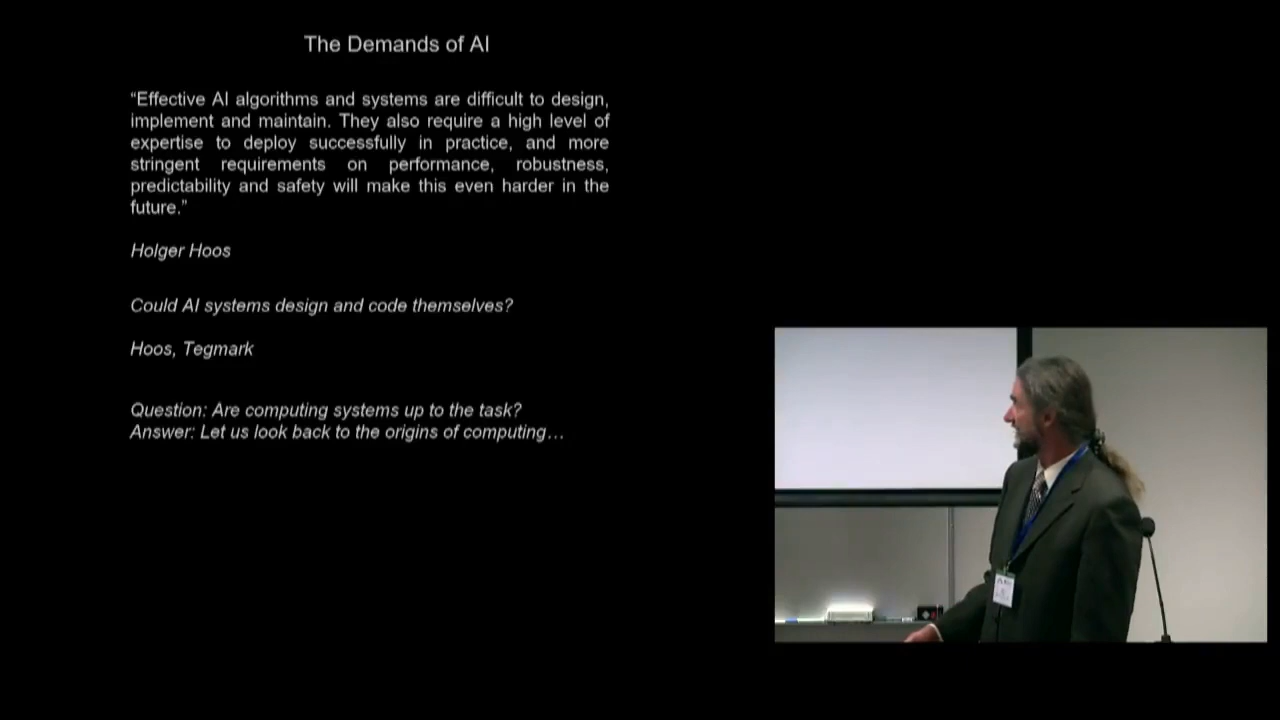 The Demands of AI
“Effective AI algorithms and systems are difficult to design,
implement and maintain. They also require a high level of
expertise to deploy successfully in practice, and more
stringent requirements on performance, robustness,
predictability and safety will make this even harder in the
future.”
Holger Hoos
Could AI systems design and code themselves?
Hoos, Tegmark
Question: Are computing systems up to the task?
Answer: Let us look back to the origins of computing…